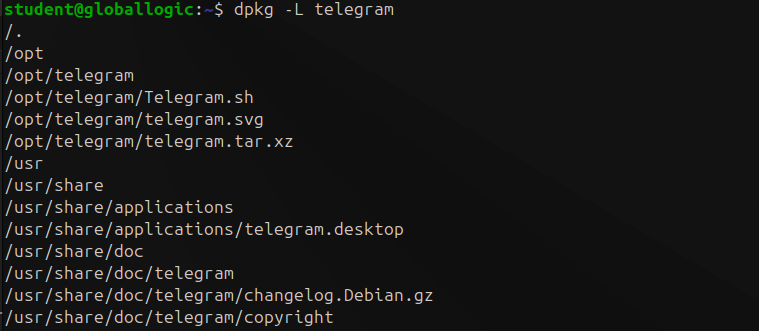 student@globallogic:~$ dpkg -L telegram
/.
/opt
/opt/telegram
/opt/telegram/Telegram.sh
/opt/telegram/telegram.svg
/opt/telegram/telegram.tar.xz
/usr
/usr/share
/usr/share/applications
/usr/share/applications/telegram.desktop
/usr/share/doc
/usr/share/doc/telegram
/usr/share/doc/telegram/changelog.Debian.gz
/usr/share/doc/telegram/copyright